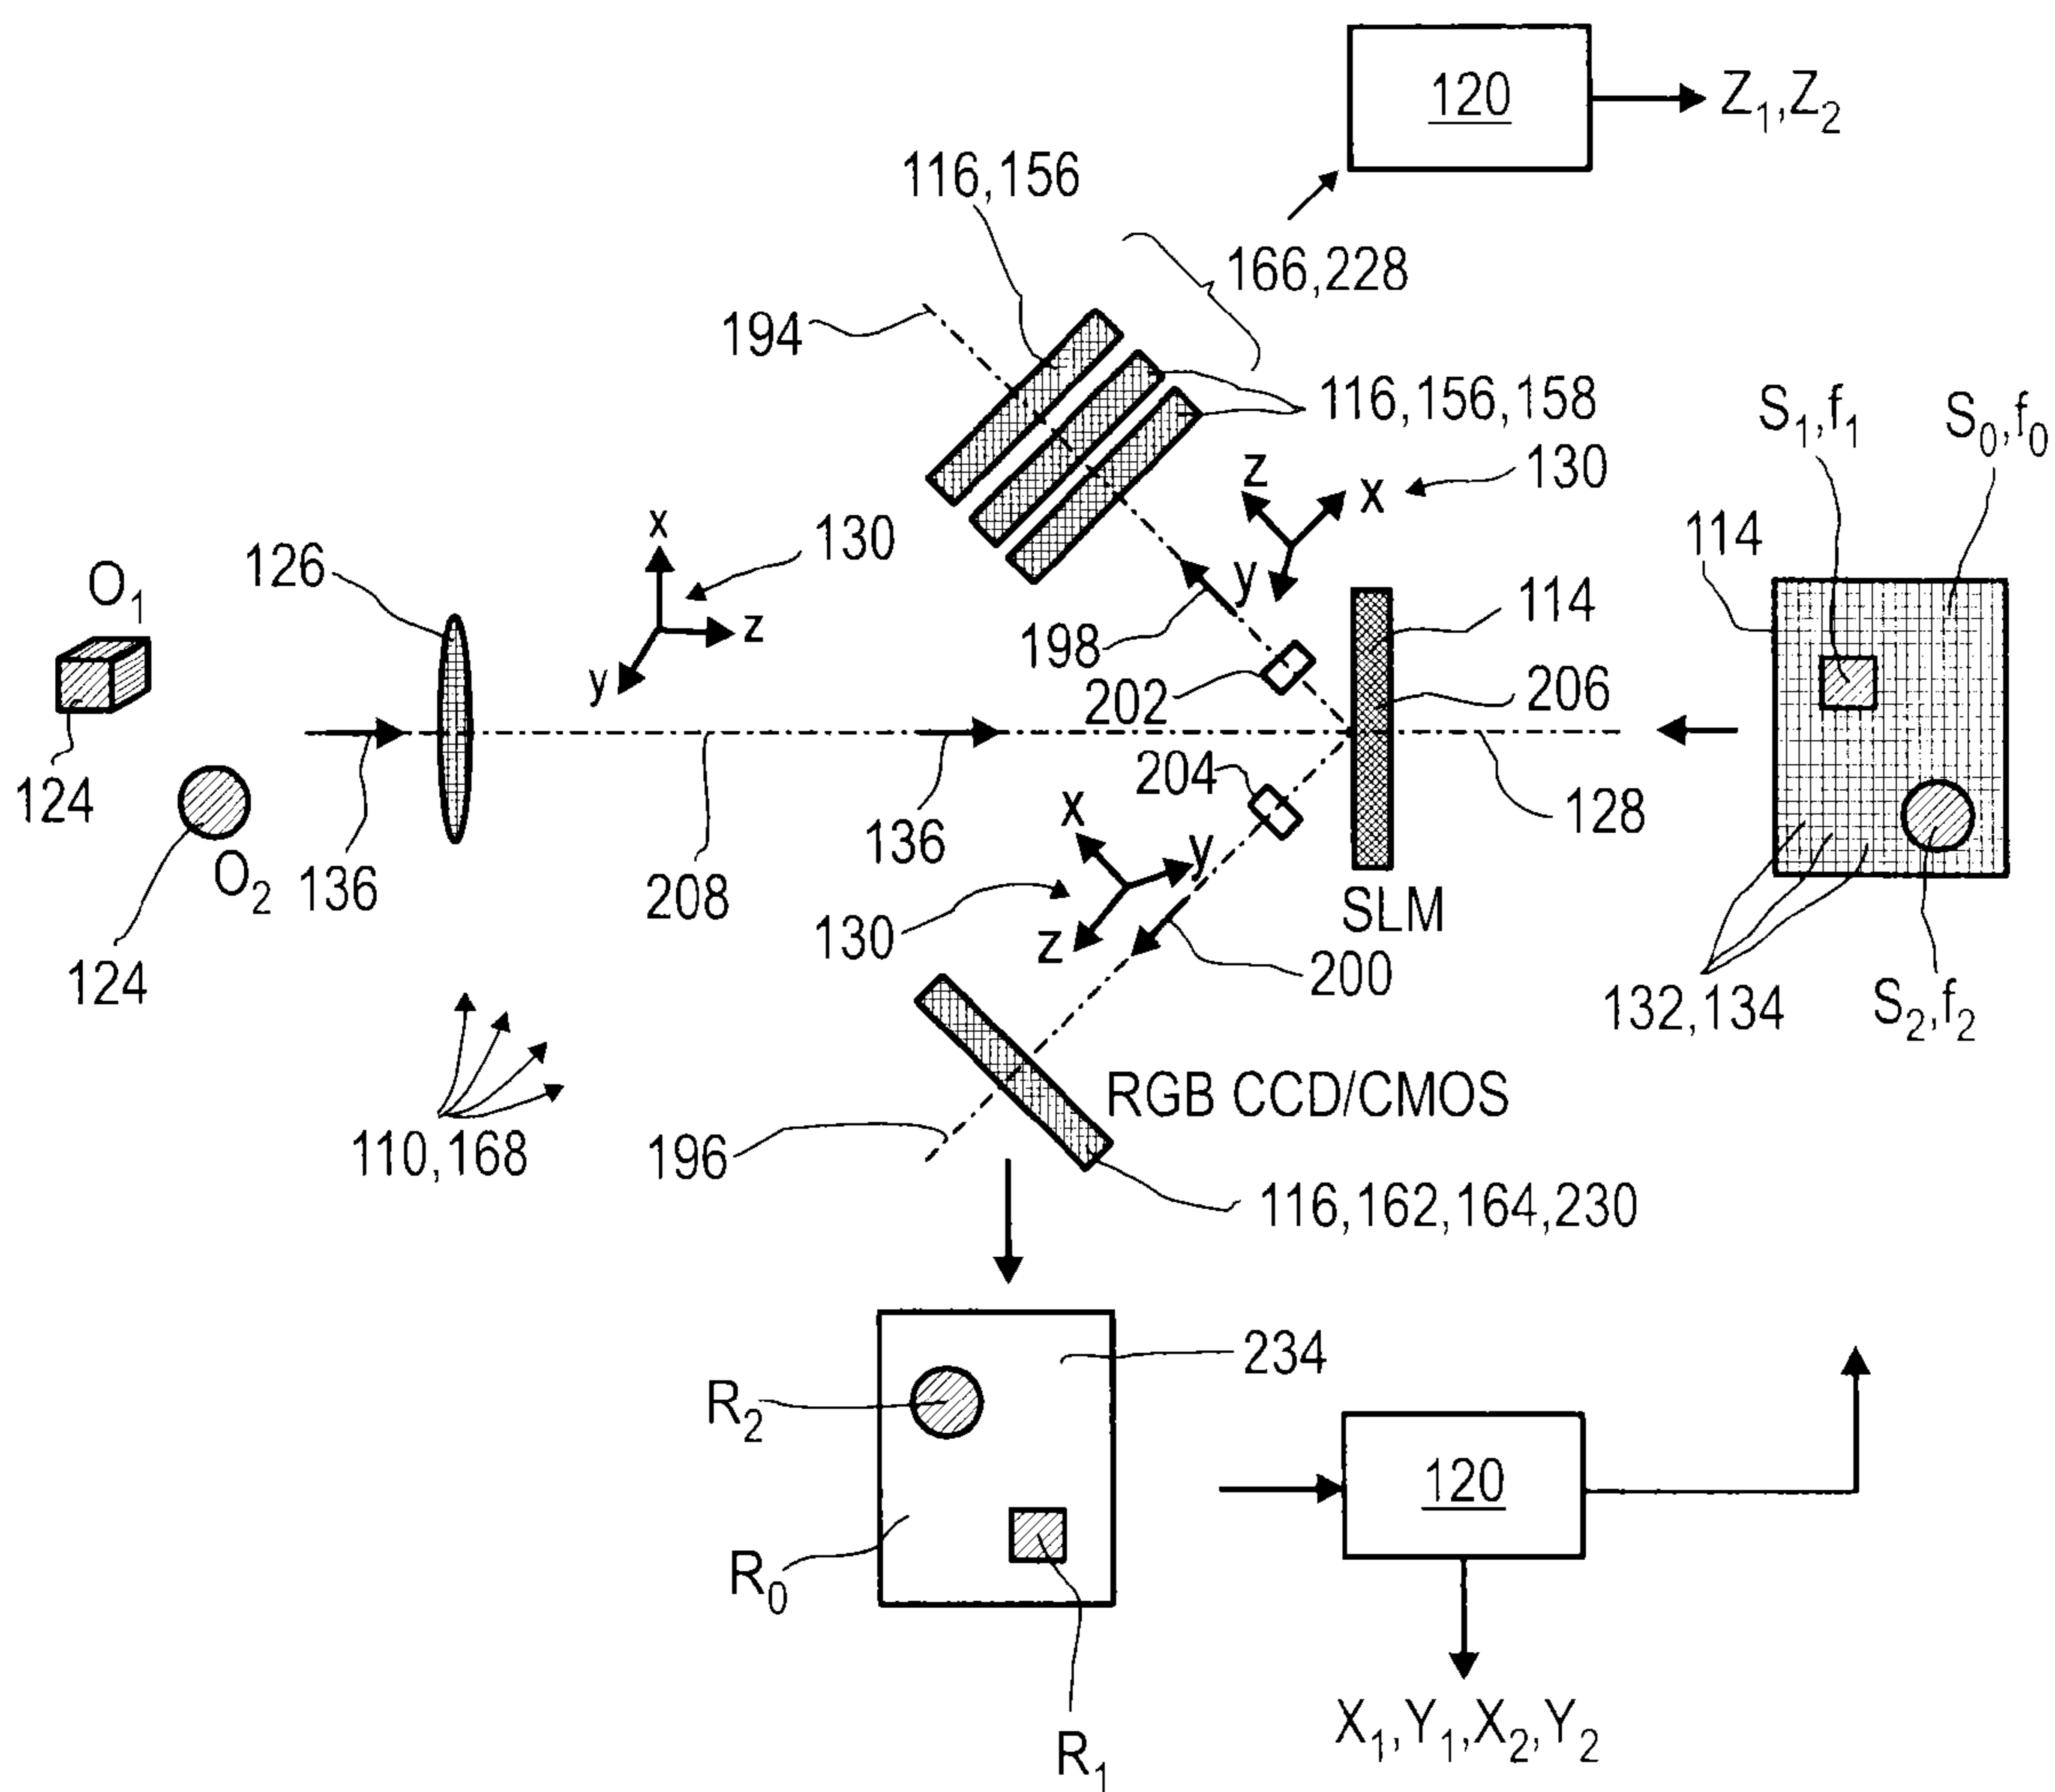 120
Z1,Z2
116,156
166,228
194
116,156,158
S1,f1
S0,f0
z
x
130
x
130
114
126
O1
z
y
y
114
198
202
206
124
204
128
136
136
x
y
208
O2
130
z
SLM
124
200
132,134
S2,f2
RGB CCD/CMOS
110,168
196
116,162,164,230
234
R2
120
R0
R1
X1,Y1,X2,Y2